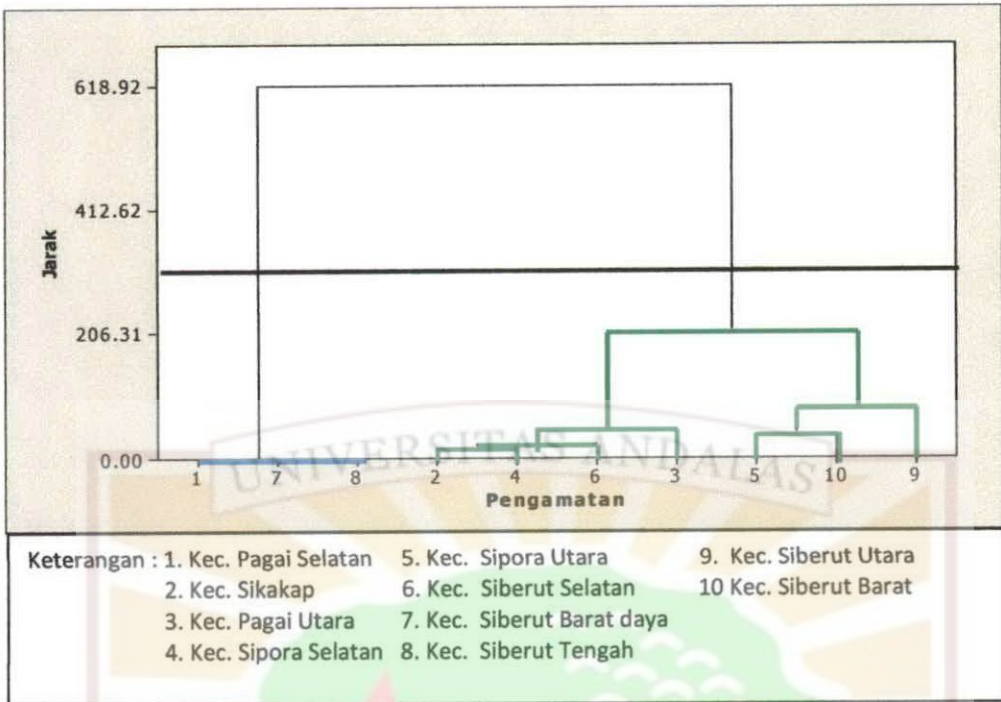 618.92
412.62
Jarak
206.31
0.00
1 7 8 2 4 6 3 5 10 9
Pengamatan
UNIVERSITAS ANDALAS
Keterangan : 1. Kec. Pagai Selatan 5. Kec. Sipora Utara 9. Kec. Siberut Utara
2. Kec. Sikakap 6. Kec. Siberut Selatan 10 Kec. Siberut Barat
3. Kec. Pagai Utara 7. Kec. Siberut Barat daya
4. Kec. Sipora Selatan 8. Kec. Siberut Tengah